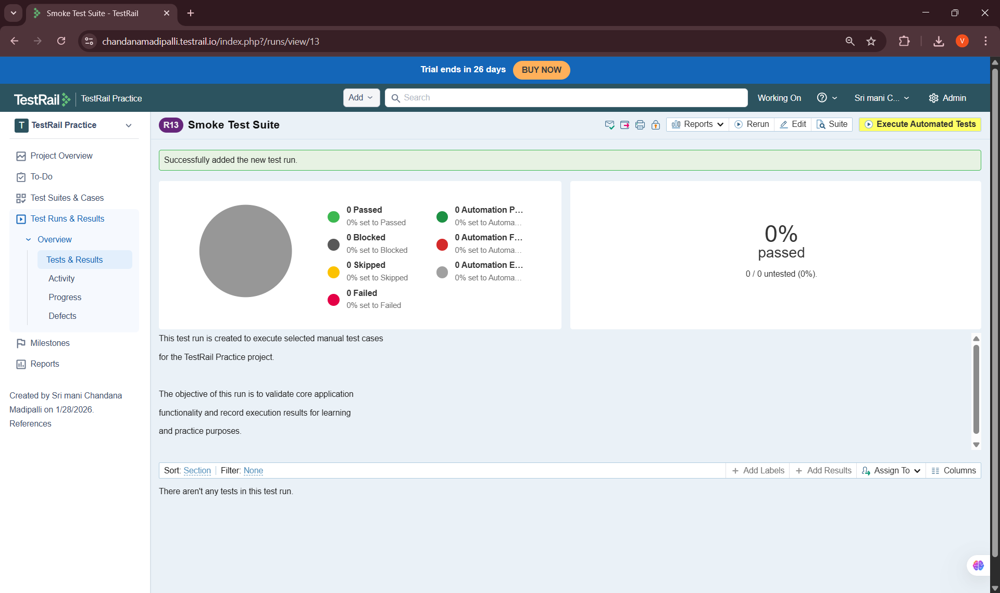 Smoke Test Suite - TestRail
chandanamadipalli.testrail.io/index.php?/runs/view/13
V
Trial ends in 26 days BUY NOW
TestRail TestRail Practice
Add Search Working On Sri mani C... Admin
T TestRail Practice
Project Overview
To-Do
Test Suites & Cases
Test Runs & Results
Overview
Tests & Results
Activity
Progress
Defects
Milestones
Reports
Created by Sri mani Chandana
Madipalli on 1/28/2026.
References
R13 Smoke Test Suite
Reports Rerun Edit Suite Execute Automated Tests
Successfully added the new test run.
0 Passed
0% set to Passed
0 Blocked
0% set to Blocked
0 Skipped
0% set to Skipped
0 Failed
0% set to Failed
0 Automation P...
0% set to Automa...
0 Automation F...
0% set to Automa...
0 Automation E...
0% set to Automa...
0%
passed
0 / 0 untested (0%).
This test run is created to execute selected manual test cases
for the TestRail Practice project.
The objective of this run is to validate core application
functionality and record execution results for learning
and practice purposes.
Sort: Section Filter: None
Add Labels Add Results Assign To Columns
There aren't any tests in this test run.